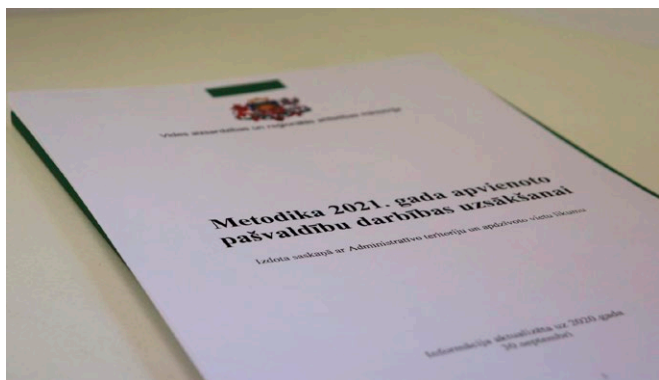 Vides aizsardzības un reģionālās attīstības ministrija
Metodika 2021. gada apvienoto
pašvaldību darbības uzsākšanai
Izdota saskaņā ar Administratīvo teritoriju un apdzīvoto vietu likumu
Informācija aktualizēta uz 2020.gada
30 septembri